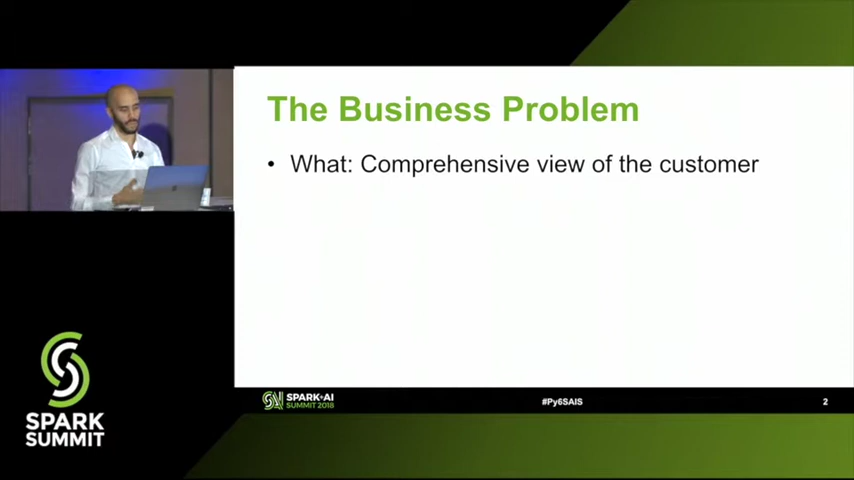 The Business Problem
• What: Comprehensive view of the customer
SPARK+AI
SUMMIT 2018
#Py6SAIS
2
SPARK
SUMMIT